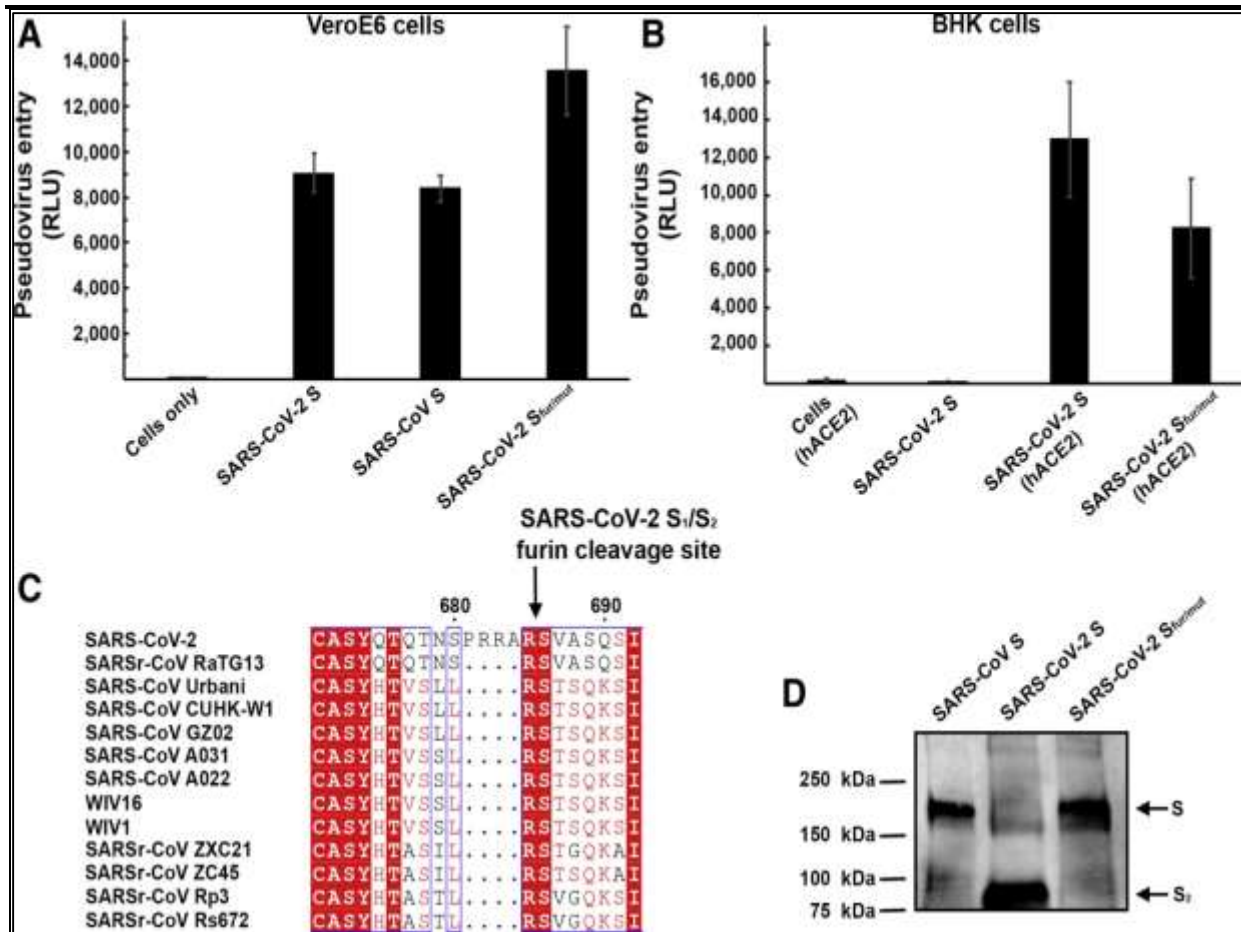 A
VeroE6 cells
Pseudovirus entry
(RLU)
14,000
12,000
10,000
8,000
6,000
4,000
2,000
Cells only
SARS-CoV-2 S
SARS-CoV S
SARS-CoV-2 Sfur/mut
B
BHK cells
Pseudovirus entry
(RLU)
16,000
14,000
12,000
10,000
8,000
6,000
4,000
2,000
Cells
(hACE2)
SARS-CoV-2 S
SARS-CoV-2 S
(hACE2)
SARS-CoV-2 Sfur/mut
(hACE2)
SARS-CoV-2 S₁/S₂
furin cleavage site
C
680 690
SARS-CoV-2 CASYQTQTNSPRRARSVASQSI
SARSr-CoV RaTG13 CASYQTQTNS....RSVASQSI
SARS-CoV Urbani CASYHTVSLL....RSTSQKSI
SARS-CoV CUHK-W1 CASYHTVSLL....RSTSQKSI
SARS-CoV GZ02 CASYHTVSLL....RSTSQKSI
SARS-CoV A031 CASYHTVSSL....RSTSQKSI
SARS-CoV A022 CASYHTVSSL....RSTSQKSI
WIV16 CASYHTVSSL....RSTSQKSI
WIV1 CASYHTVSSL....RSTSQKSI
SARSr-CoV ZXC21 CASYHTASIL....RSTGQKAI
SARSr-CoV ZC45 CASYHTASIL....RSTSQKAI
SARSr-CoV Rp3 CASYHTASTL....RSVGQKSI
SARSr-CoV Rs672 CASYHTASTL....RSVGQKSI
D
SARS-CoV S
SARS-CoV-2 S
SARS-CoV-2 Sfur/mut
250 kDa
150 kDa
100 kDa
75 kDa
S
S₂